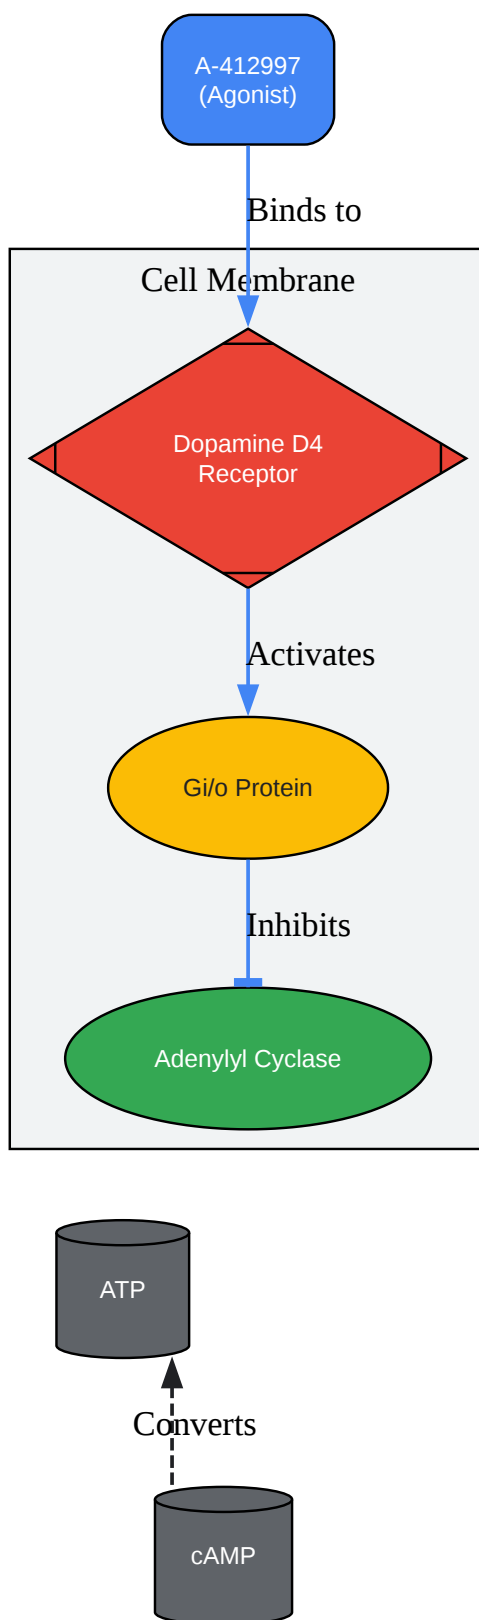 A-412997
(Agonist)
Binds to
Cell Membrane
Dopamine D4
Receptor
Activates
Gi/o Protein
Inhibits
Adenylyl Cyclase
ATP
Converts
cAMP